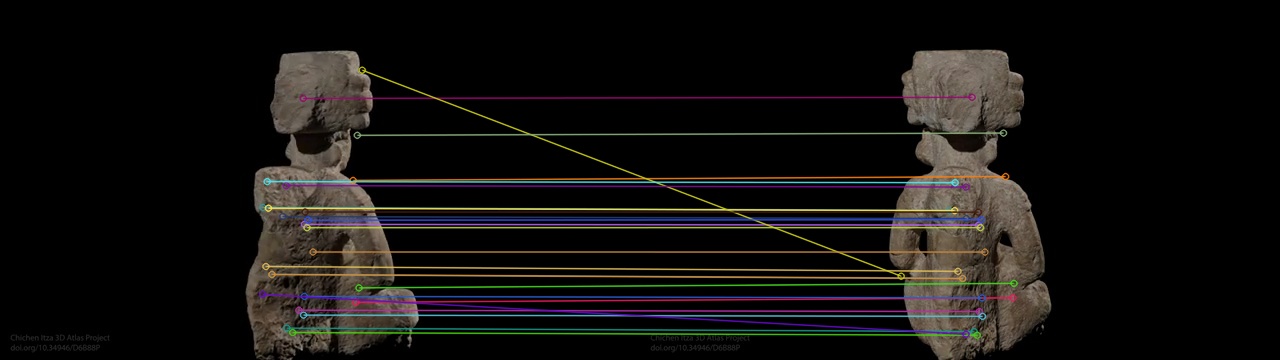 Chichen Itza 3D Atlas Project
doi.org/10.34946/D6B88P
Chichen Itza 3D Atlas Project
doi.org/10.34946/D6B88P